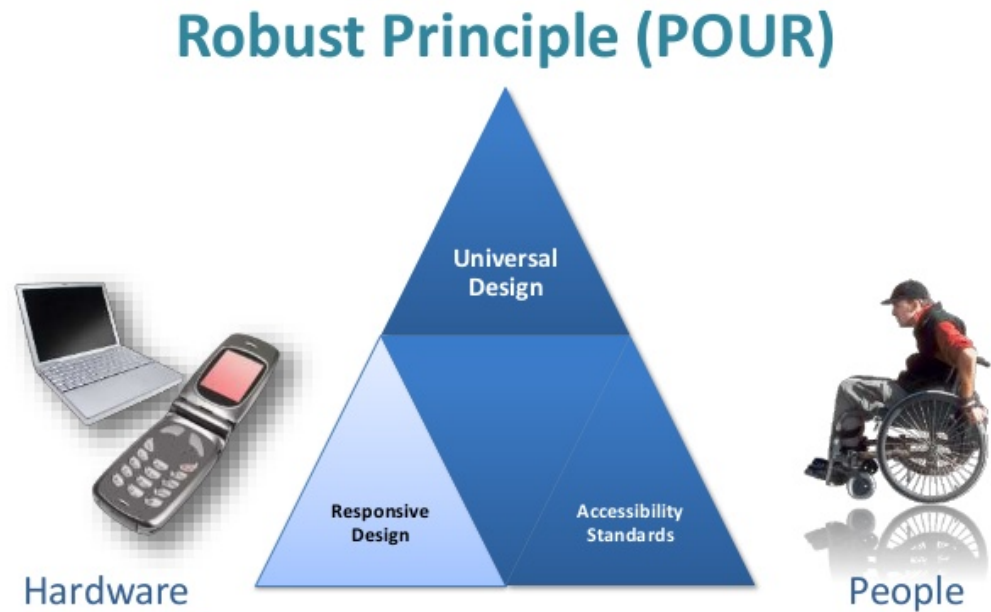 Robust Principle (POUR)
Universal
Design
Responsive
Design
Accessibility
Standards
Hardware
People